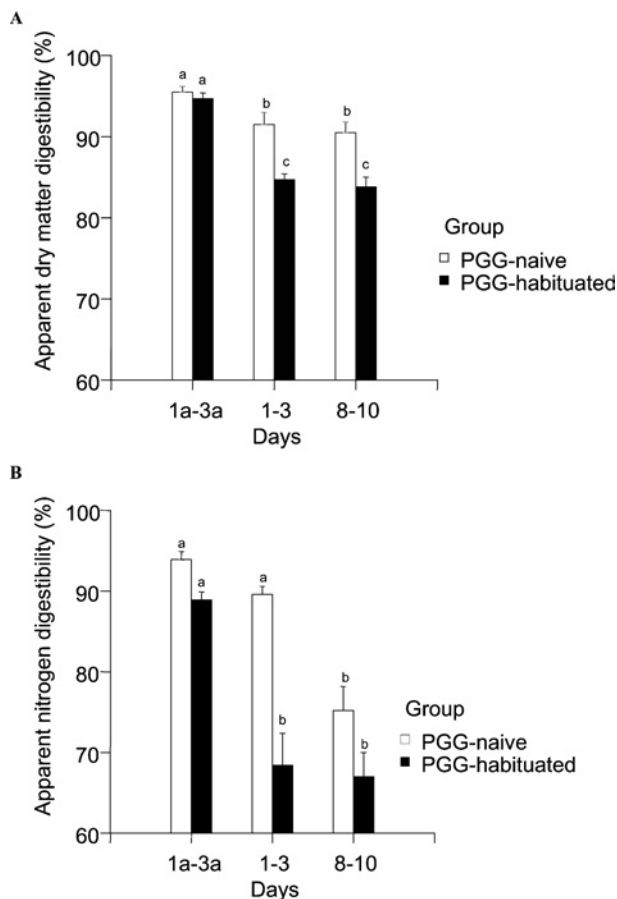 A
Apparent dry matter digestibility (%)
100
90
80
70
60
a
a
b
c
b
c
1a-3a
1-3
8-10
Days
Group
PGG-naive
PGG-habituated
B
Apparent nitrogen digestibility (%)
100
90
80
70
60
a
a
a
b
b
b
1a-3a
1-3
8-10
Days
Group
PGG-naive
PGG-habituated